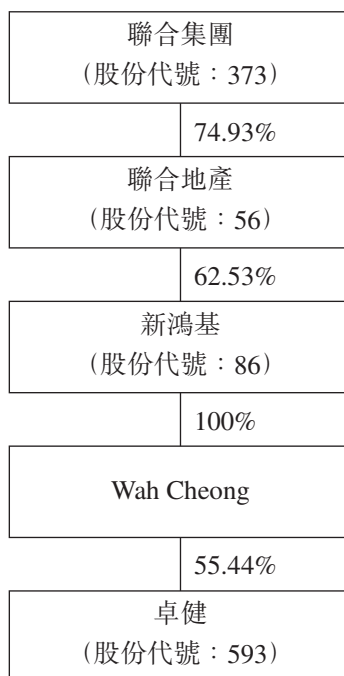 聯合集團
(股份代號：373)
74.93%
聯合地產
(股份代號：56)
62.53%
新鴻基
(股份代號：86)
100%
Wah Cheong
55.44%
卓健
(股份代號：593)